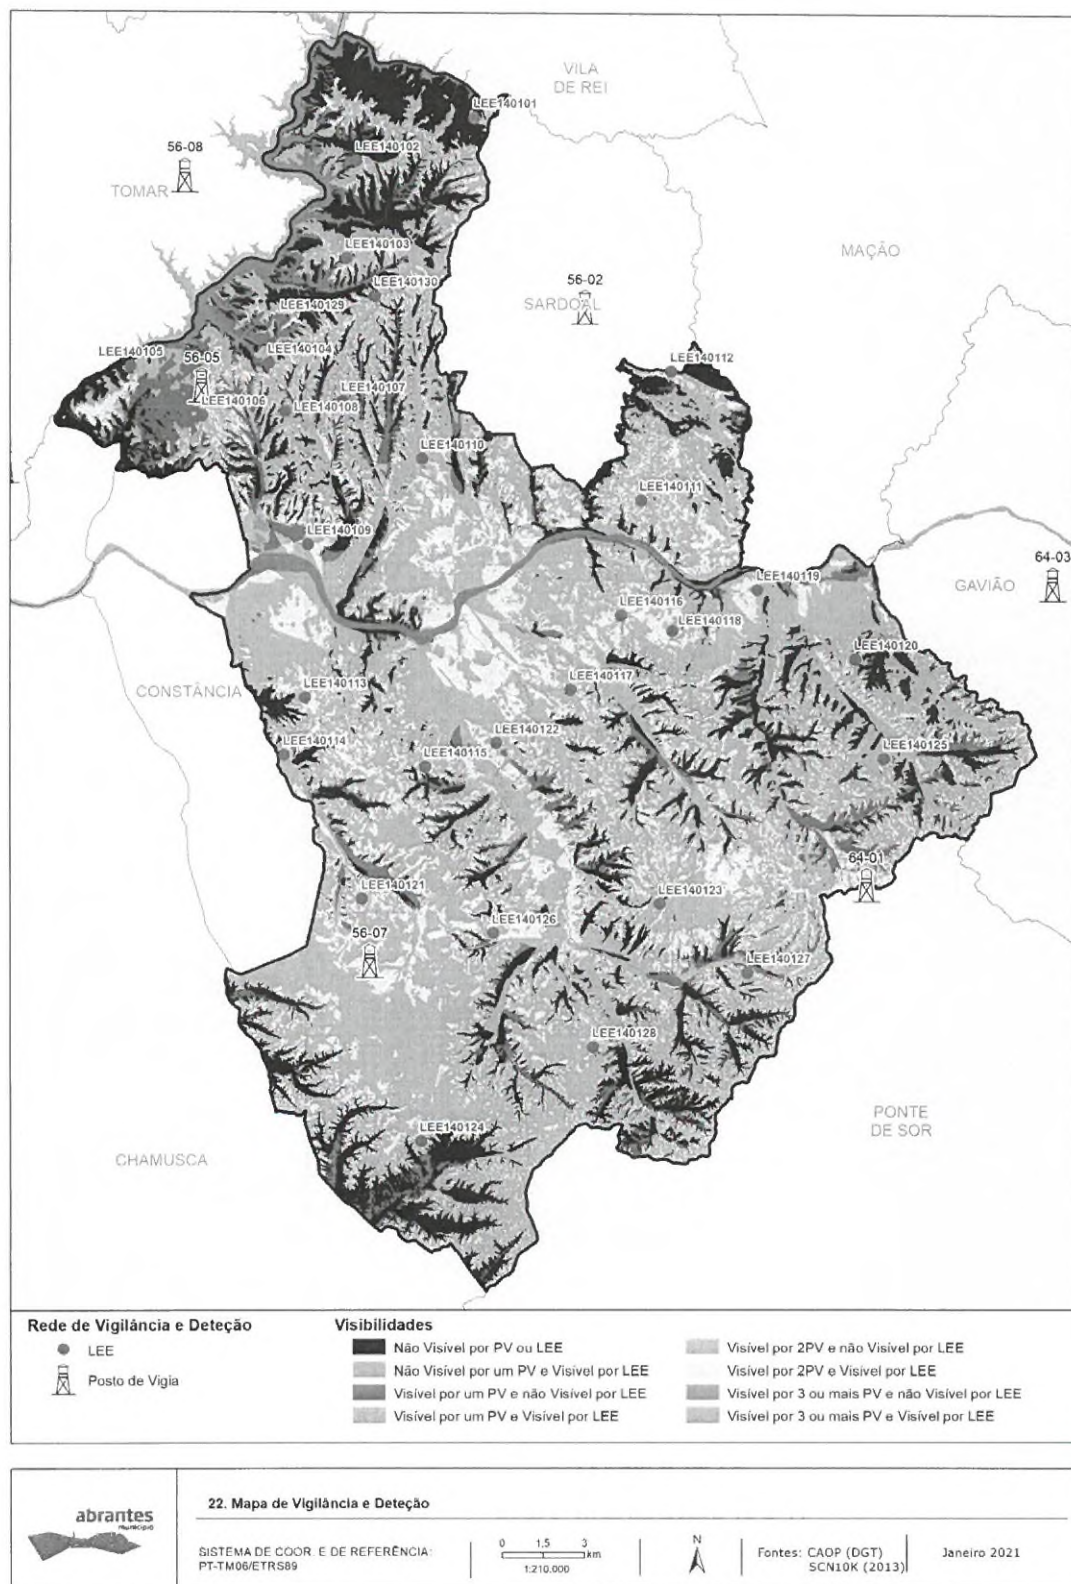 VILA
DE REI
LEE140101
56-08
LEE140102
TOMAR
LEE140103
MAÇÃO
56-02
LEE140130
SARDOAL
LEE140129
LEE140105
LEE140104
56-05
LEE140112
LEE140107
LEE140106
LEE140108
LEE140110
LEE140111
LEE140109
64-03
LEE140119
GAVIÃO
LEE140116
LEE140118
LEE140120
LEE140117
CONSTÂNCIA
LEE140113
LEE140122
LEE140114
LEE140115
LEE140125
64-01
LEE140121
LEE140123
LEE140126
56-07
LEE140127
LEE140128
PONTE
DE SOR
LEE140124
CHAMUSCA
Rede de Vigilância e Deteção
LEE
Posto de Vigia
Visibilidades
Não Visível por PV ou LEE
Não Visível por um PV e Visível por LEE
Visível por um PV e não Visível por LEE
Visível por um PV e Visível por LEE
Visível por 2PV e não Visível por LEE
Visível por 2PV e Visível por LEE
Visível por 3 ou mais PV e não Visível por LEE
Visível por 3 ou mais PV e Visível por LEE
abrantes
município
22. Mapa de Vigilância e Deteção
SISTEMA DE COOR. E DE REFERÊNCIA:
PT-TM06/ETRS89
0 1,5 3
km
1:210.000
N
Fontes: CAOP (DGT)
SCN10K (2013)
Janeiro 2021